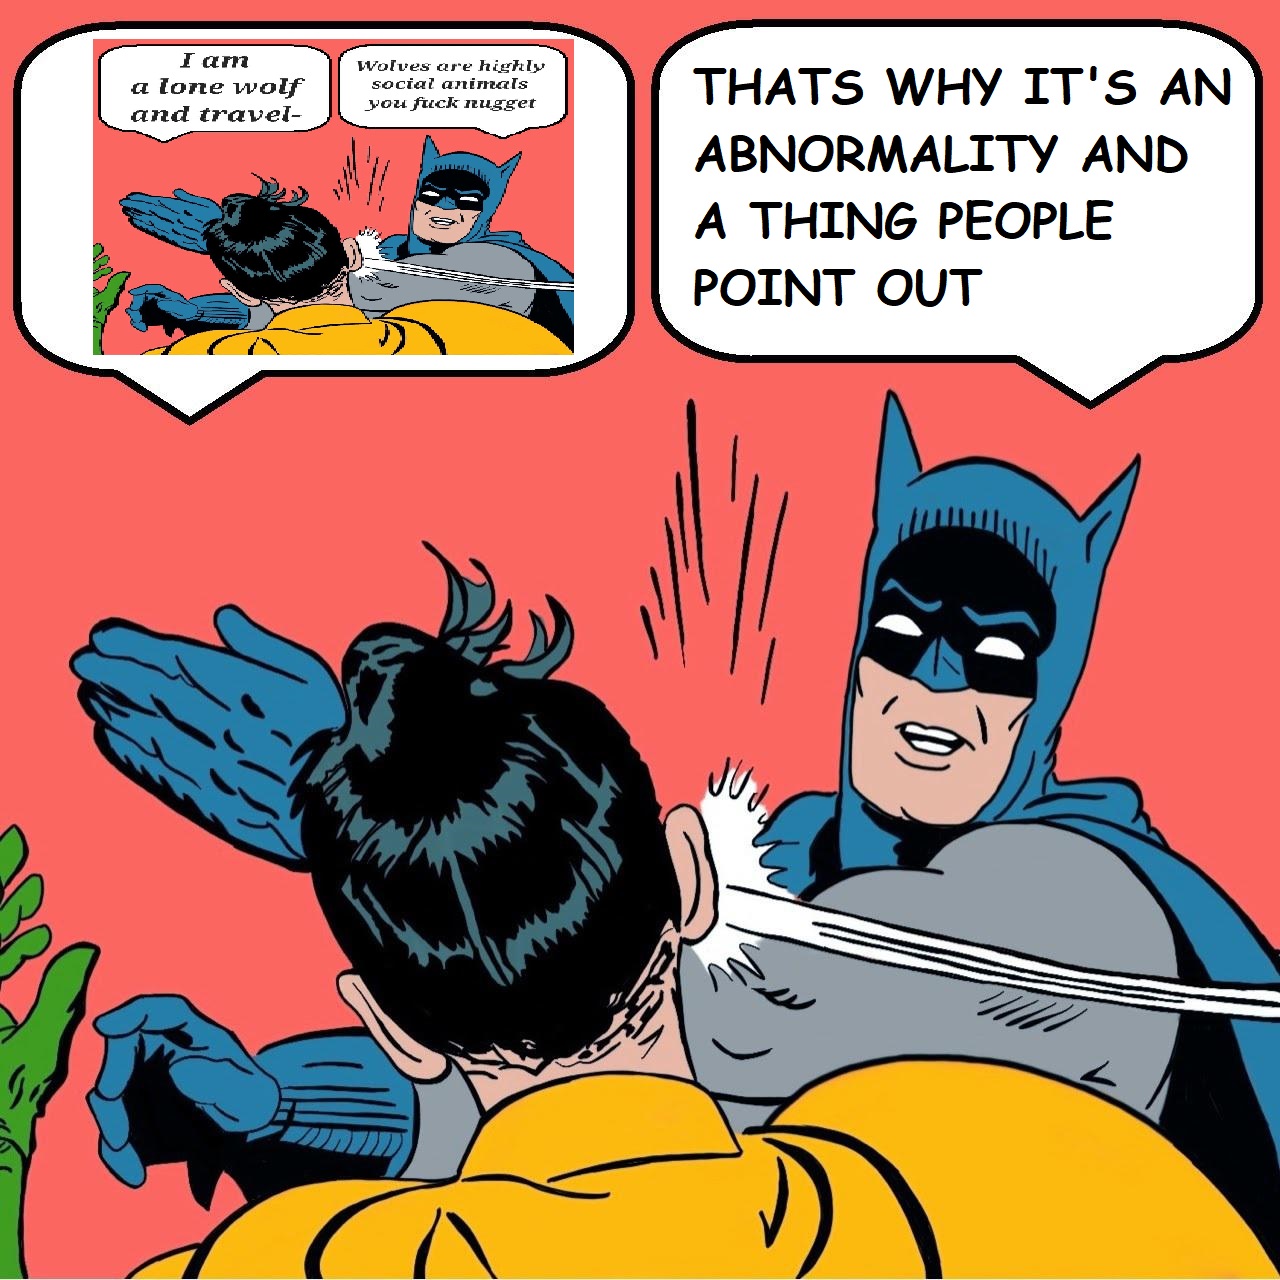 I am
a lone wolf
and travel-
Wolves are highly
social animals
you fuck nugget
THATS WHY IT'S AN
ABNORMALITY AND
A THING PEOPLE
POINT OUT